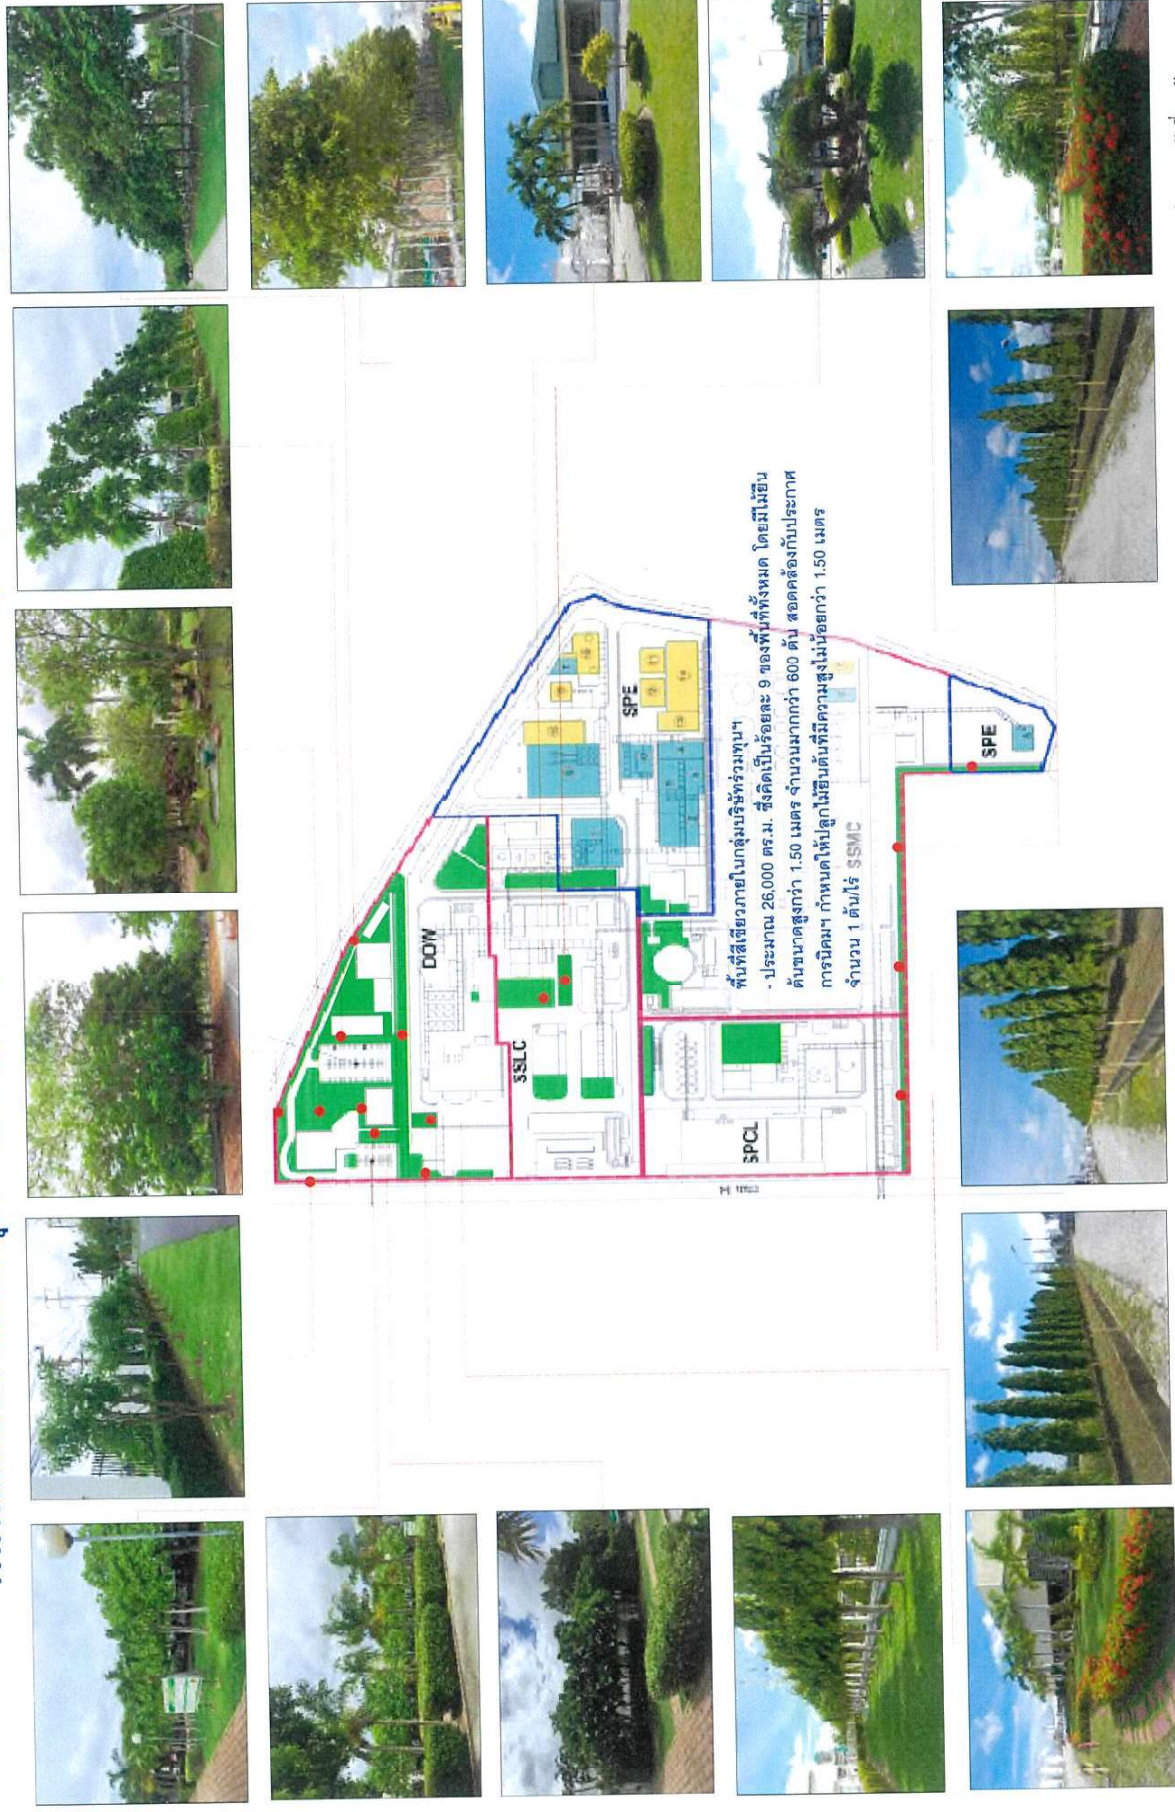 พื้นที่สีเขียวภายในกลุ่มบริษัทร่วมทุนฯ
- ประมาณ 26,000 ตร.ม. ซึ่งคิดเป็นร้อยละ 9 ของพื้นที่ทั้งหมด โดยมีไม้ยืน
ต้นขนาดสูงกว่า 1.50 เมตร จำนวนมากกว่า 600 ต้น สอดคล้องกับประกาศ
การนิคมฯ กำหนดให้ปลูกไม้ยืนต้นที่มีความสูงไม่น้อยกว่า 1.50 เมตร
จำนวน 1 ต้น/ไร่
SSMC
DOW
SSLC
SPCL
SPE
SPE